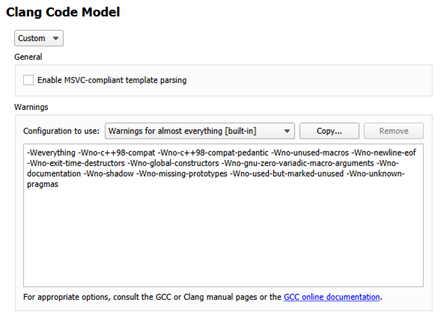 Clang Code Model
Custom
General
Enable MSVC-compliant template parsing
Warnings
Configuration to use: Warnings for almost everything [built-in] Copy... Remove
-Weverything -Wno-c++98-compat -Wno-c++98-compat-pedantic -Wno-unused-macros -Wno-newline-eof
-Wno-exit-time-destructors -Wno-global-constructors -Wno-gnu-zero-variadic-macro-arguments -Wno-
documentation -Wno-shadow -Wno-missing-prototypes -Wno-used-but-marked-unused -Wno-unknown-
pragmas
For appropriate options, consult the GCC or Clang manual pages or the GCC online documentation.